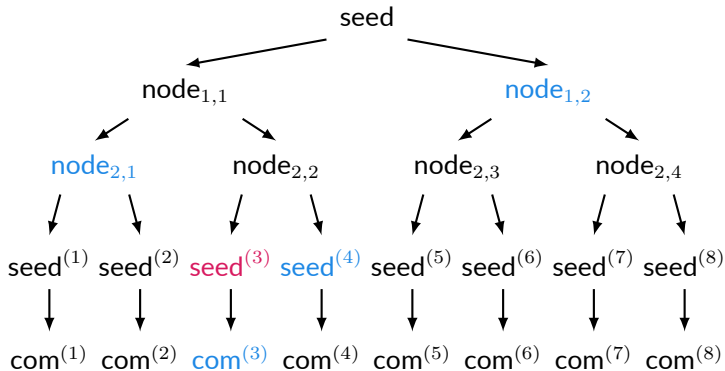 seed
node₁,₁ node₁,₂
node₂,₁ node₂,₂ node₂,₃ node₂,₄
seed⁽¹⁾ seed⁽²⁾ seed⁽³⁾ seed⁽⁴⁾ seed⁽⁵⁾ seed⁽⁶⁾ seed⁽⁷⁾ seed⁽⁸⁾
com⁽¹⁾ com⁽²⁾ com⁽³⁾ com⁽⁴⁾ com⁽⁵⁾ com⁽⁶⁾ com⁽⁷⁾ com⁽⁸⁾